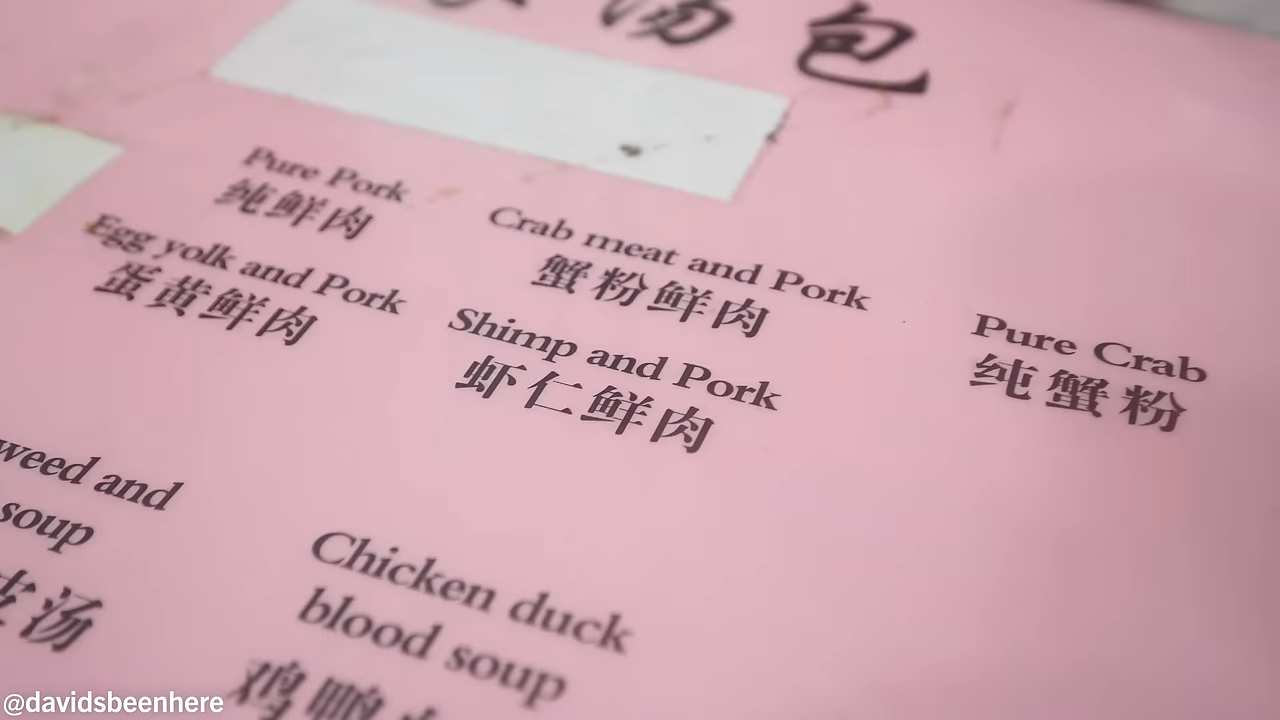 汤包
Pure Pork
纯鲜肉
Crab meat and Pork
蟹粉鲜肉
Pure Crab
纯蟹粉
Egg yolk and Pork
蛋黄鲜肉
Shimp and Pork
虾仁鲜肉
weed and
soup
皮汤
Chicken duck
blood soup
鸡鸭
@davidsbeenhere